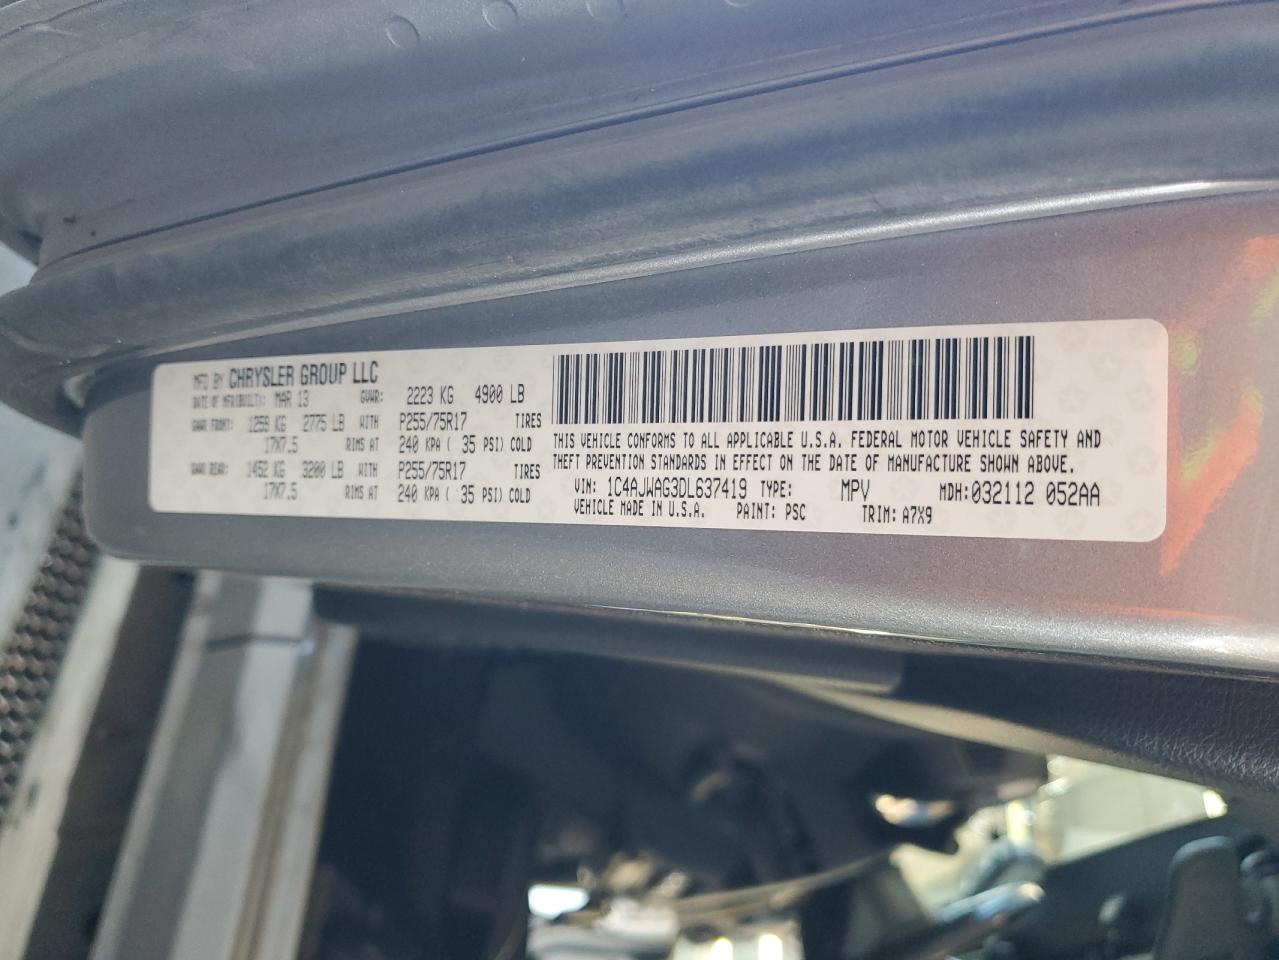 MFD BY CHRYSLER GROUP LLC
DATE OF MFR(BUILT): MAR 13 GVWR: 2223 KG 4900 LB
GAWR FRONT: 1259 KG 2775 LB WITH P255/75R17 TIRES
17X7.5 RIMS AT 240 KPA ( 35 PSI) COLD
GAWR REAR: 1452 KG 3200 LB WITH P255/75R17 TIRES
17X7.5 RIMS AT 240 KPA ( 35 PSI) COLD
THIS VEHICLE CONFORMS TO ALL APPLICABLE U.S.A. FEDERAL MOTOR VEHICLE SAFETY AND
THEFT PREVENTION STANDARDS IN EFFECT ON THE DATE OF MANUFACTURE SHOWN ABOVE.
VIN: 1C4AJWAG3DL637419 TYPE: MPV MDH: 032112 052AA
VEHICLE MADE IN U.S.A. PAINT: PSC TRIM: A7X9